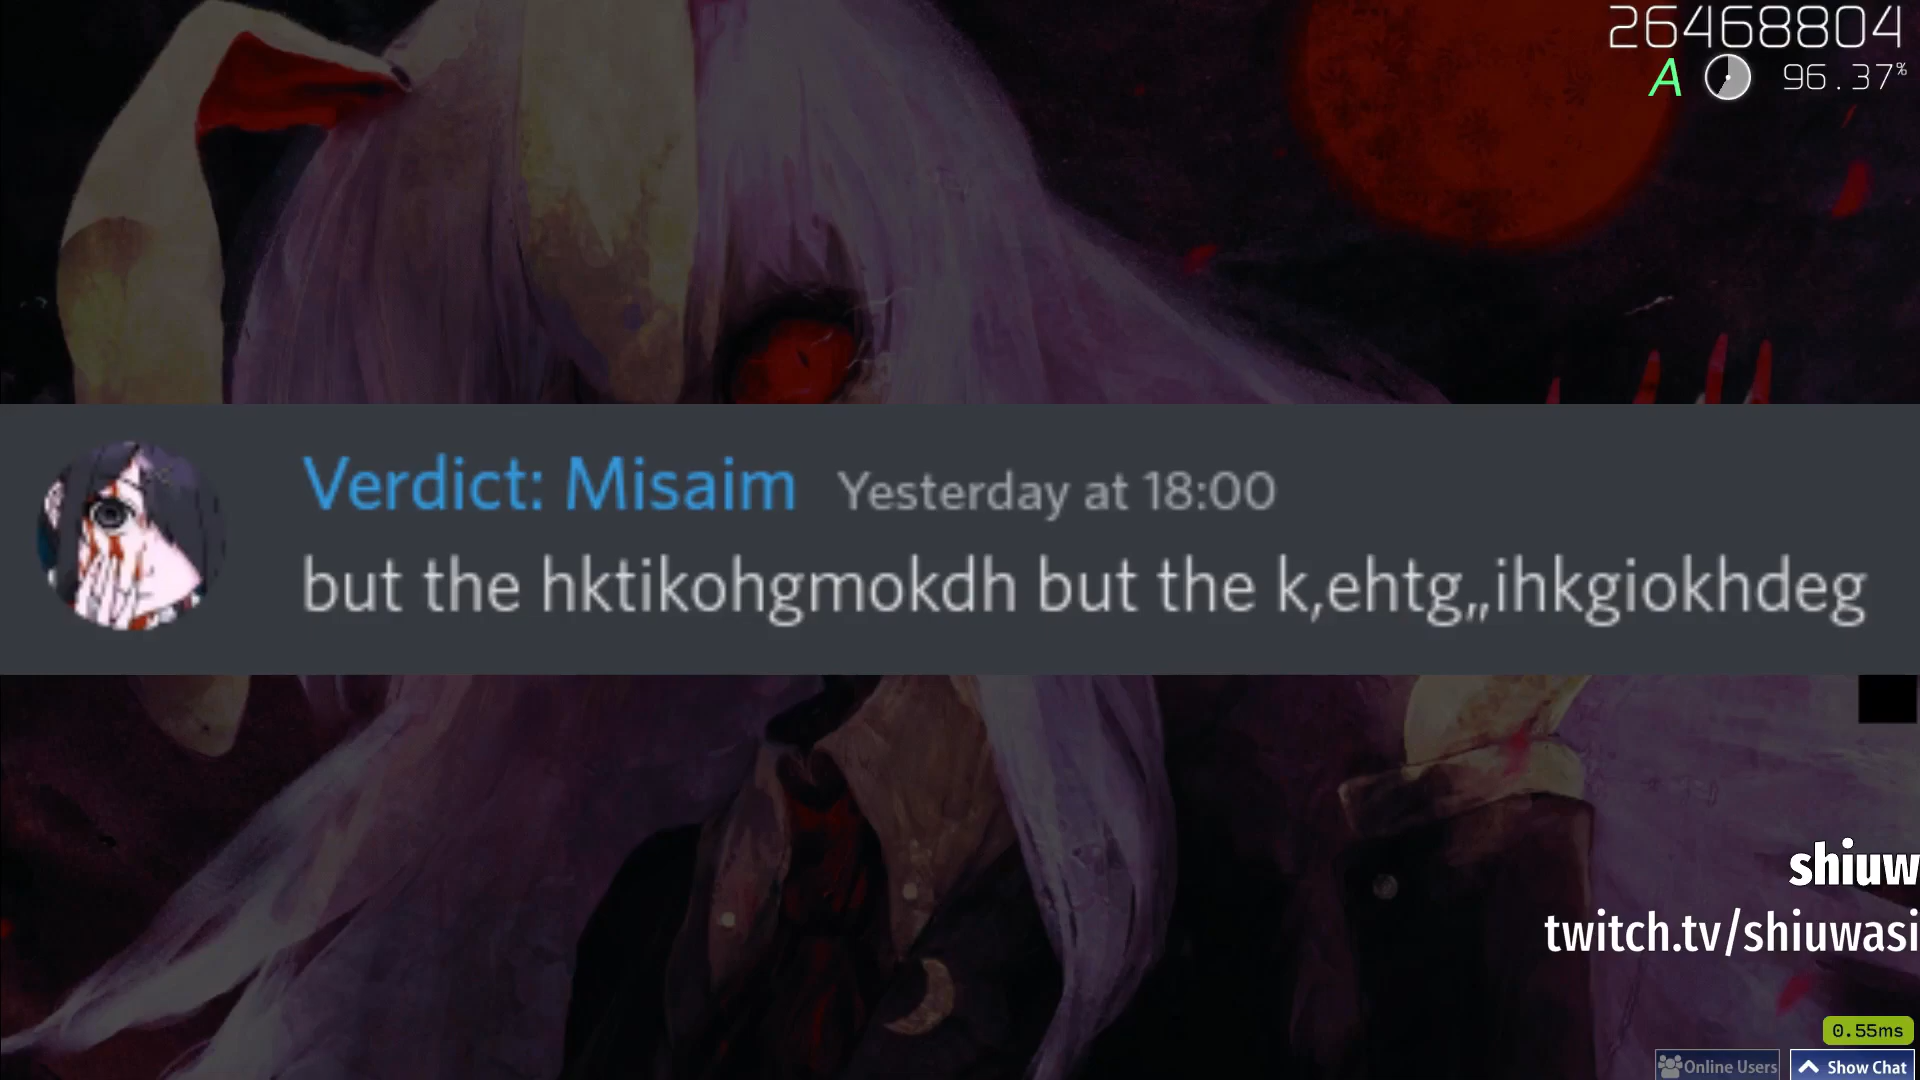 26468804
A 96.37%
Verdict: Misaim Yesterday at 18:00
but the hktikohgmokdh but the k,ehtg,,ihkgiokhdeg
shiuw
twitch.tv/shiuwasi
0.55ms
Online Users Show Chat